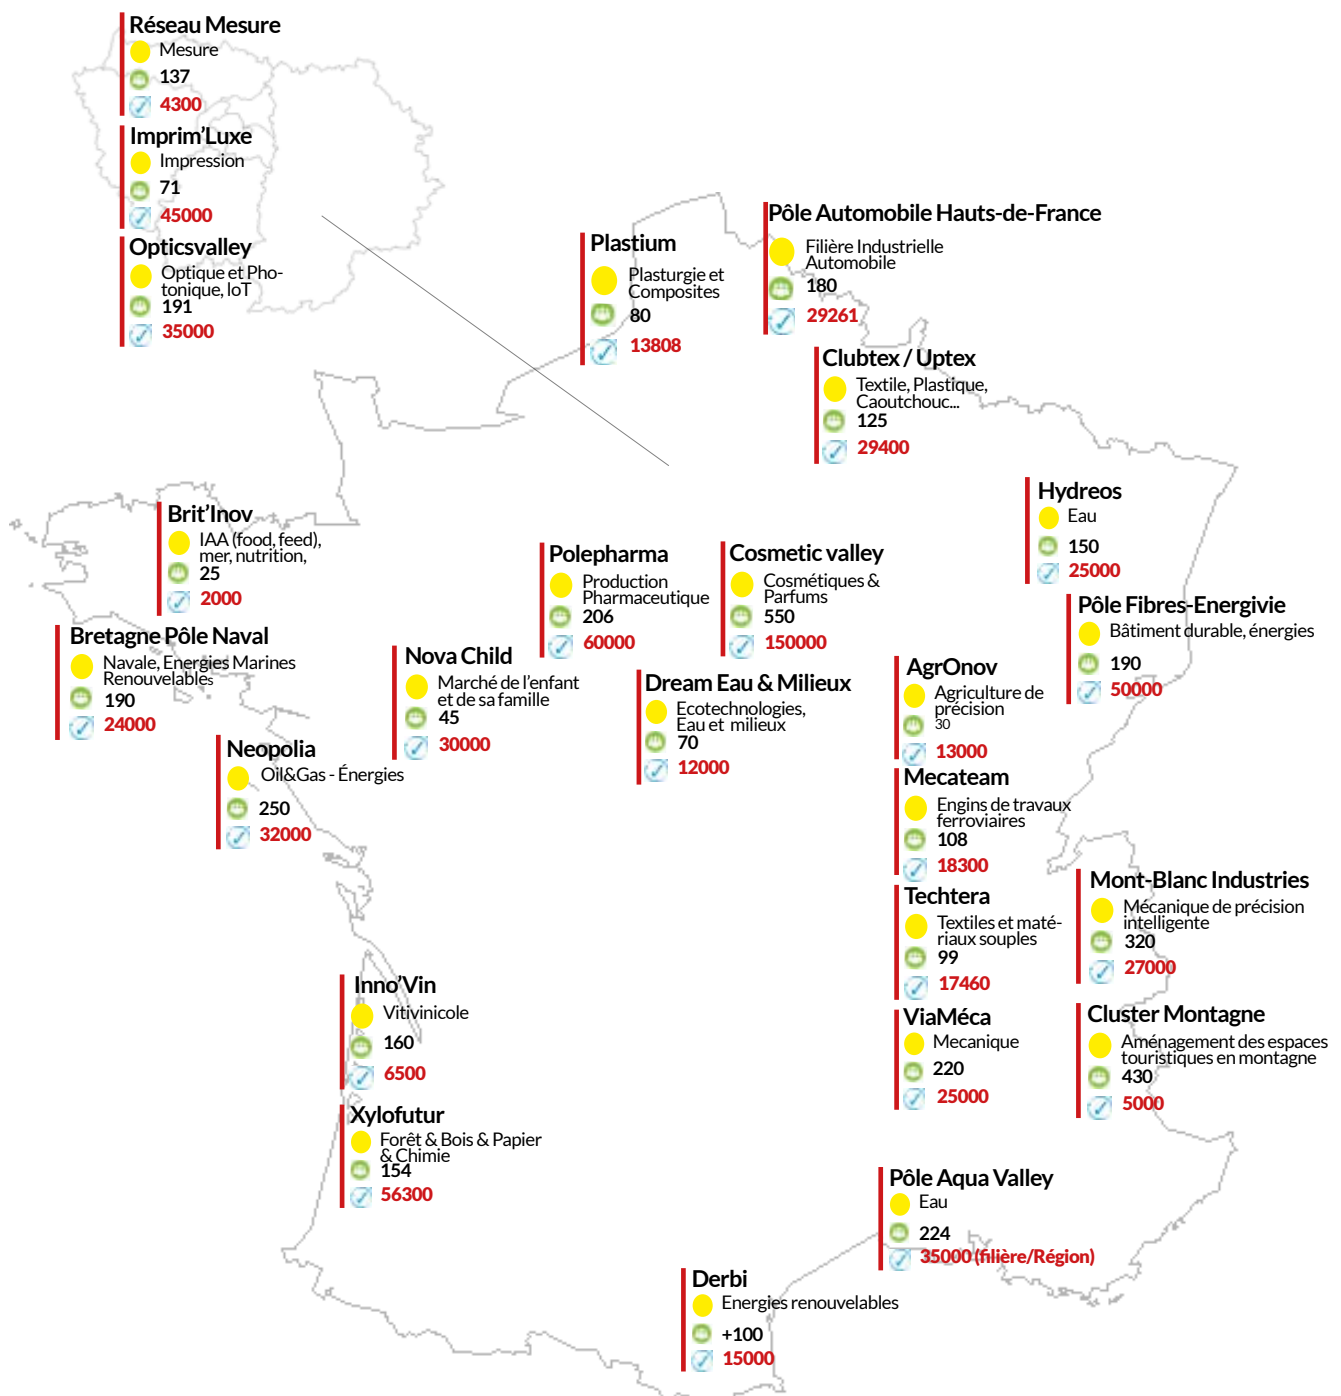 Réseau Mesure
Mesure
137
4300
Imprim'Luxe
Impression
71
45000
Opticsvalley
Optique et Pho-
tonique, IoT
191
35000
Plastium
Plasturgie et
Composites
80
13808
Pôle Automobile Hauts-de-France
Filière Industrielle
Automobile
180
29261
Clubtex / Uptex
Textile, Plastique,
Caoutchouc...
125
29400
Hydreos
Eau
150
25000
Brit'Inov
IAA (food, feed),
mer, nutrition,
25
2000
Polepharma
Production
Pharmaceutique
206
60000
Cosmetic valley
Cosmétiques &
Parfums
550
150000
Pôle Fibres-Energivie
Bâtiment durable, énergies
190
50000
Bretagne Pôle Naval
Navale, Energies Marines
Renouvelables
190
24000
Nova Child
Marché de l'enfant
et de sa famille
45
30000
Dream Eau & Milieux
Ecotechnologies,
Eau et milieux
70
12000
AgrOnov
Agriculture de
précision
30
13000
Neopolia
Oil&Gas - Énergies
250
32000
Mecateam
Engins de travaux
ferroviaires
108
18300
Mont-Blanc Industries
Mécanique de précision
intelligente
320
27000
Techtera
Textiles et maté-
riaux souples
99
17460
Inno'Vin
Vitivinicole
160
6500
ViaMéca
Mecanique
220
25000
Cluster Montagne
Aménagement des espaces
touristiques en montagne
430
5000
Xylofutur
Forêt & Bois & Papier
& Chimie
154
56300
Pôle Aqua Valley
Eau
224
35000 (filière/Région)
Derbi
Energies renouvelables
+100
15000